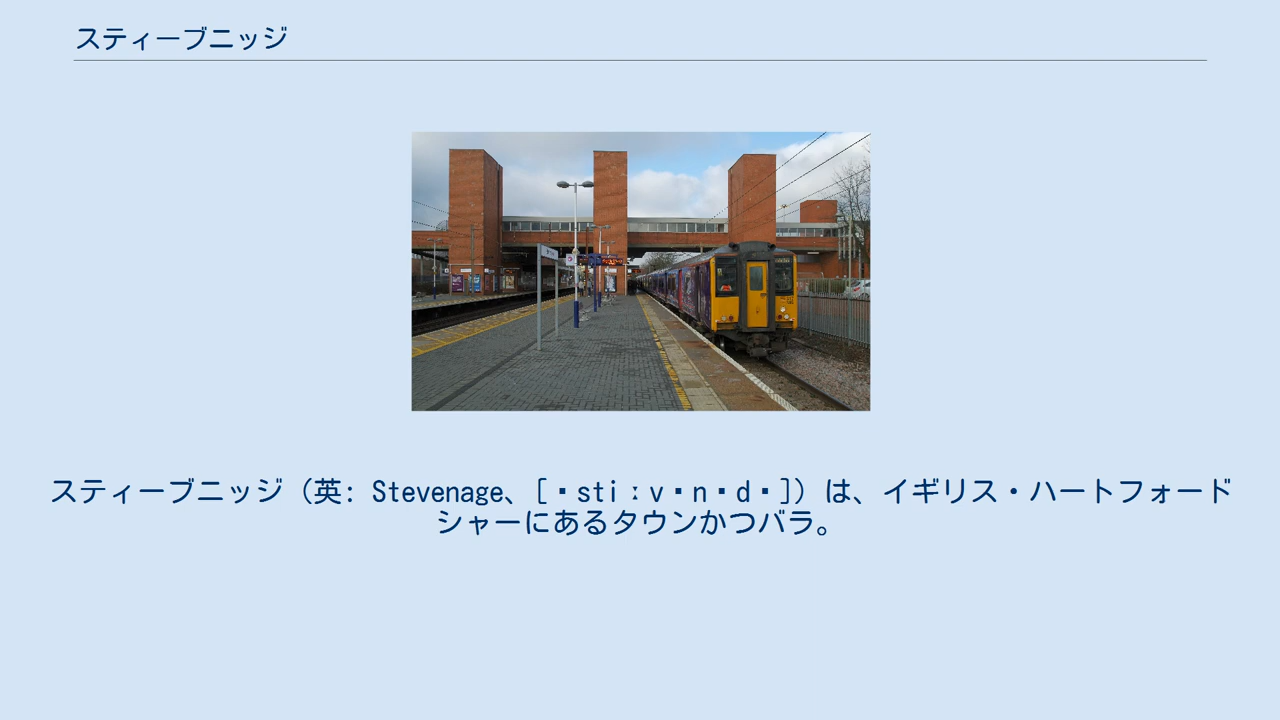 スティーブニッジ
スティーブニッジ（英: Stevenage、[▪stiːv▪n▪d▪]）は、イギリス・ハートフォード
シャーにあるタウンかつバラ。